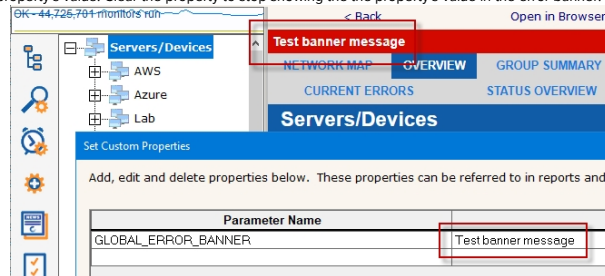 property's value. Clear the property to stop showing the the property's value in the error banner.
OK - 44,725,701 monitors run
< Back
Open in Browser
Servers/Devices
Test banner message
AWS
NETWORK MAP
OVERVIEW
GROUP SUMMARY
Azure
CURRENT ERRORS
STATUS OVERVIEW
Lab
Servers/Devices
Set Custom Properties
Add, edit and delete properties below. These properties can be referred to in reports and
Parameter Name
GLOBAL_ERROR_BANNER
Test banner message